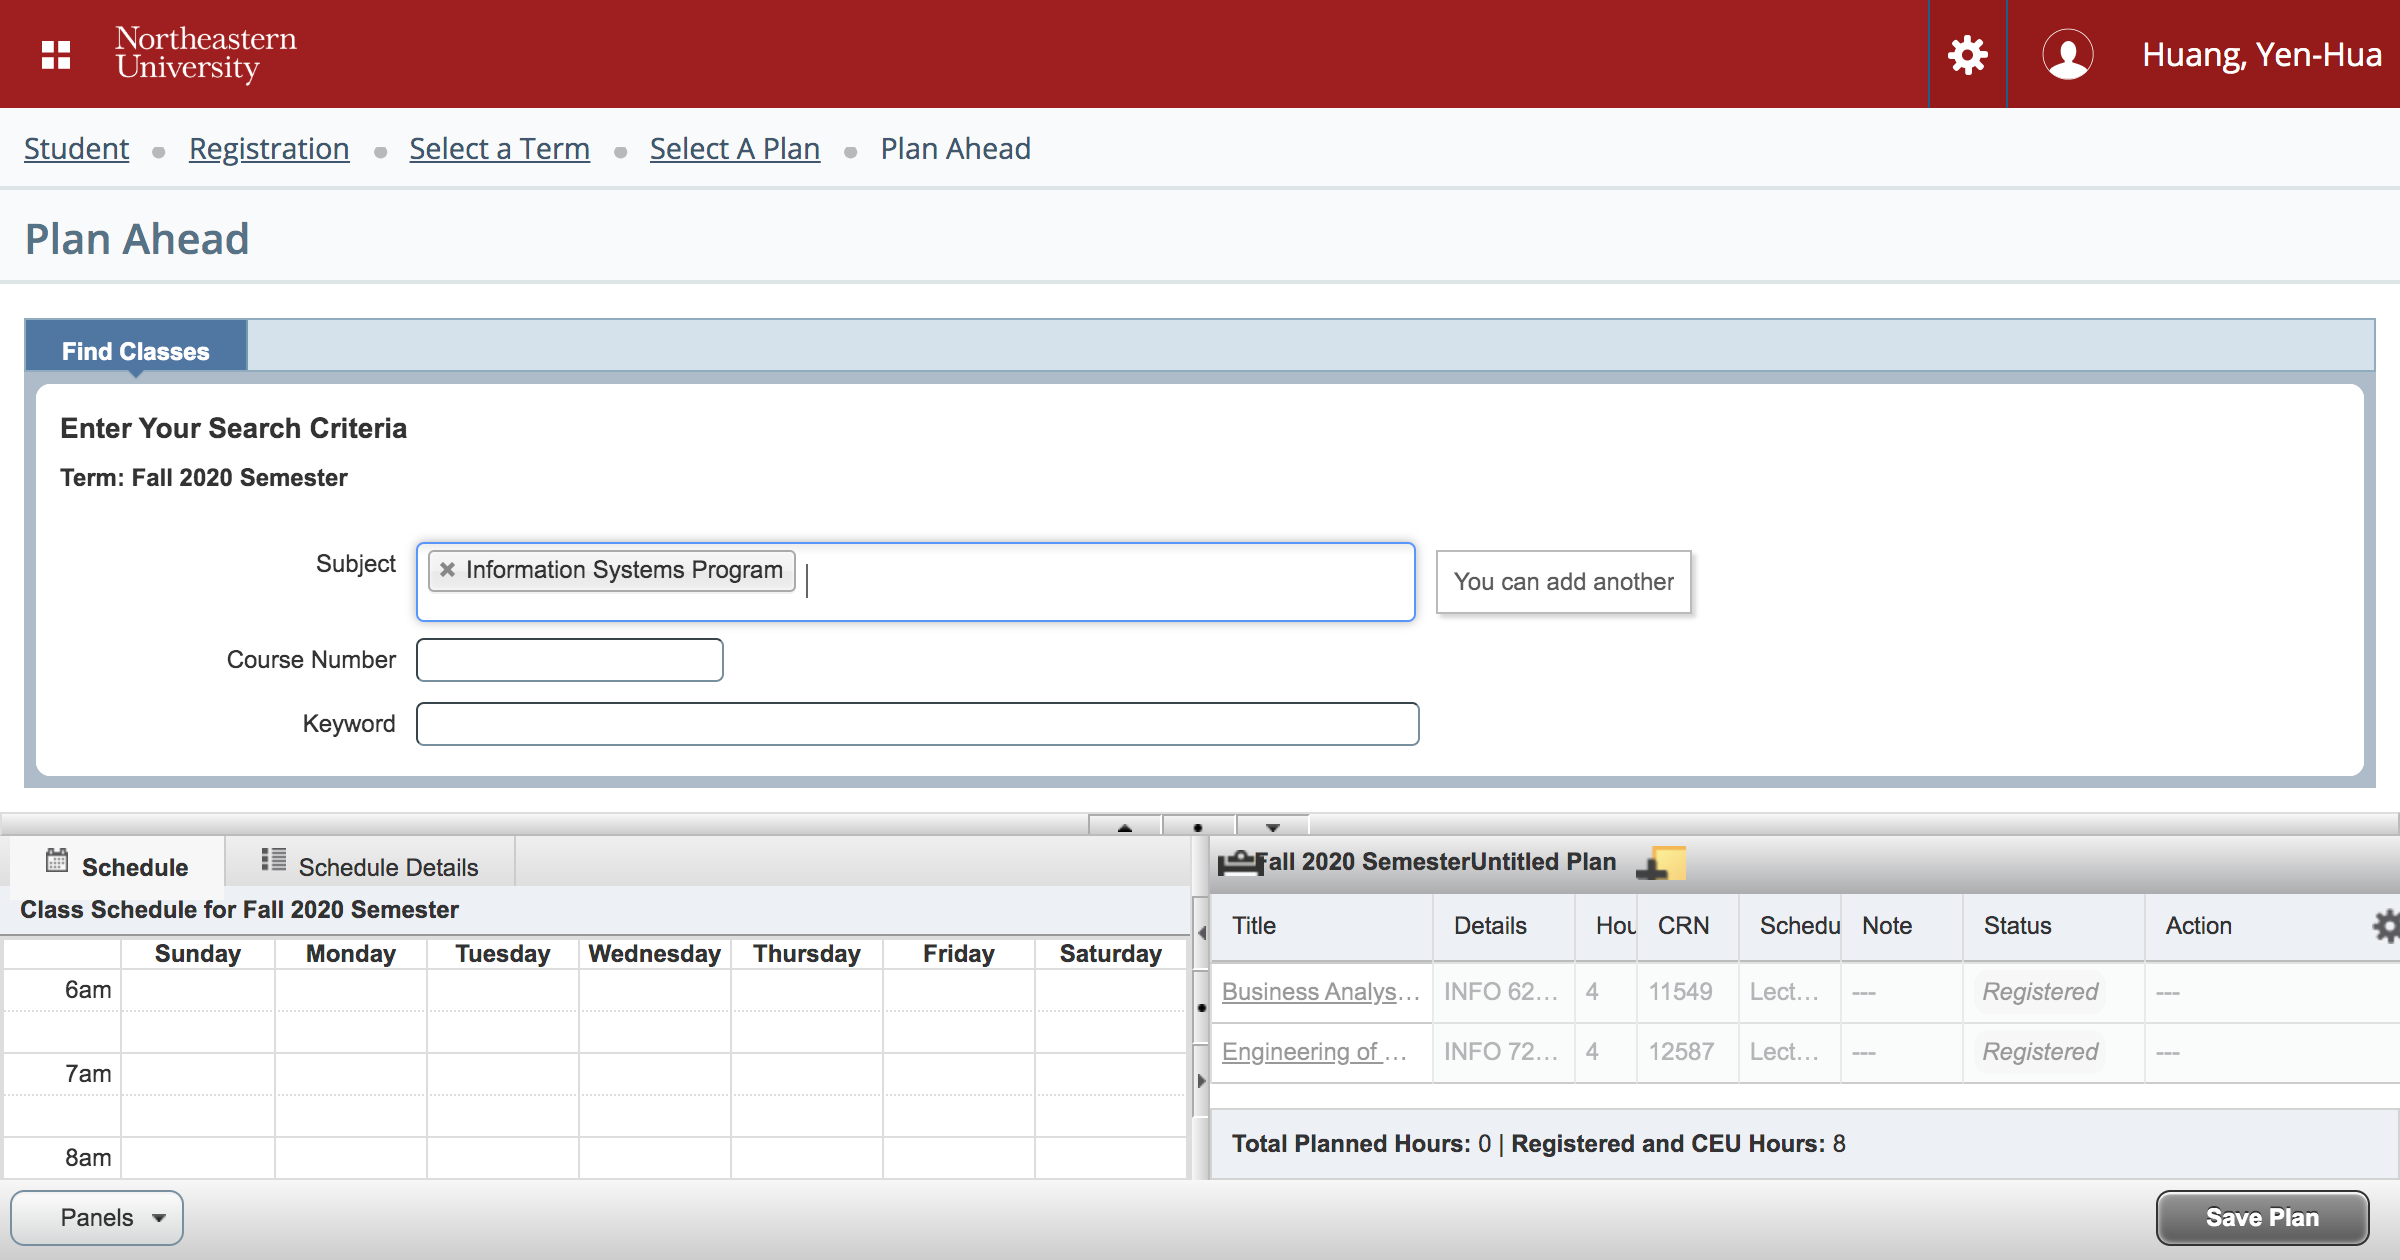 Northeastern
University
Huang, Yen-Hua
Student
Registration
Select a Term
Select A Plan
Plan Ahead
Plan Ahead
Find Classes
Enter Your Search Criteria
Term: Fall 2020 Semester
Subject
Information Systems Program
You can add another
Course Number
Keyword
Schedule
Schedule Details
Class Schedule for Fall 2020 Semester
Sunday Monday Tuesday Wednesday Thursday Friday Saturday
6am
7am
8am
Fall 2020 SemesterUntitled Plan
Title Details Hou CRN Schedu Note Status Action
Business Analys... INFO 62... 4 11549 Lect... --- Registered ---
Engineering of ... INFO 72... 4 12587 Lect... --- Registered ---
Total Planned Hours: 0 | Registered and CEU Hours: 8
Panels
Save Plan